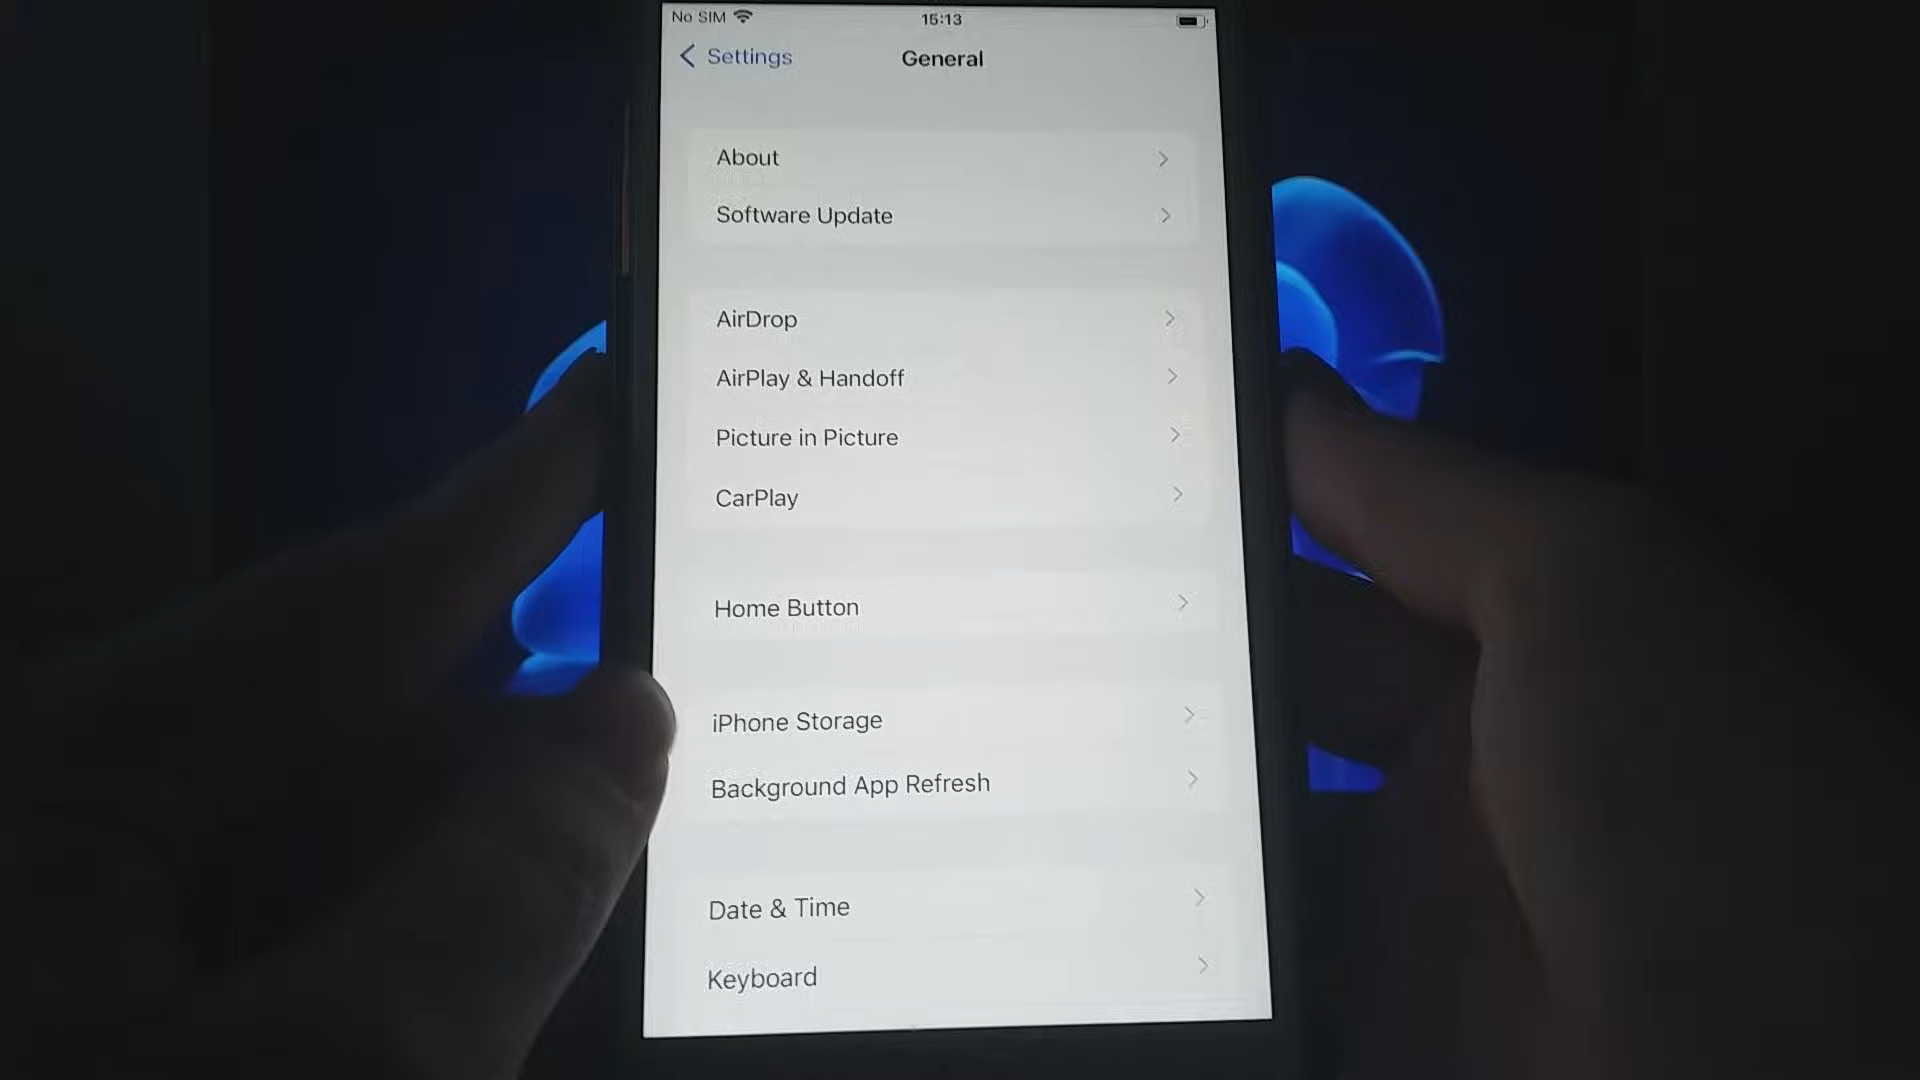 No SIM 15:13
Settings General
About
Software Update
AirDrop
AirPlay & Handoff
Picture in Picture
CarPlay
Home Button
iPhone Storage
Background App Refresh
Date & Time
Keyboard